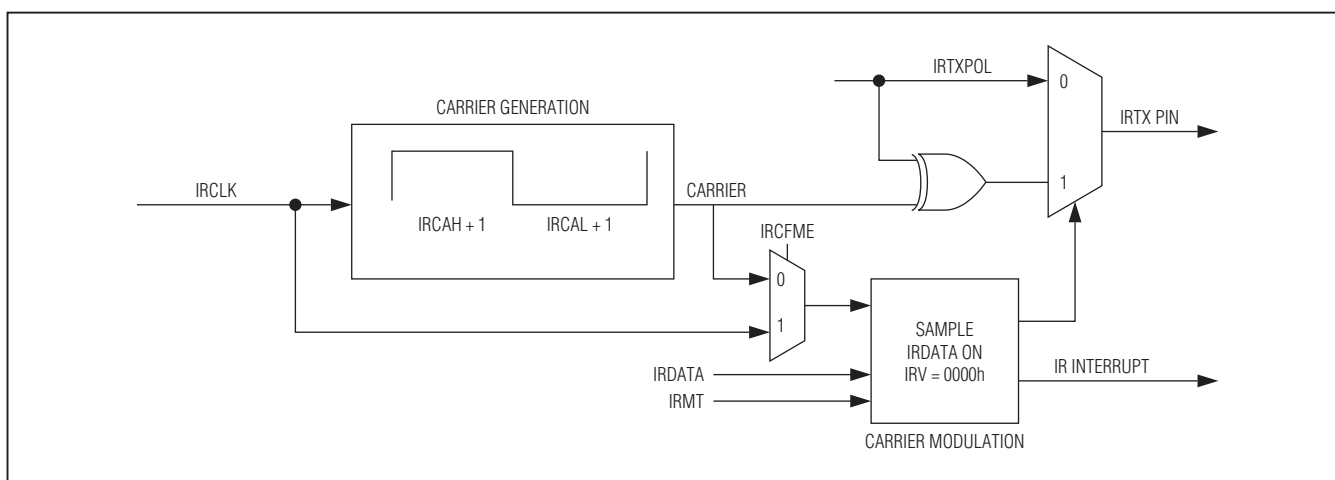 IRTXPOL
0
1
IRTX PIN
CARRIER GENERATION
IRCLK
IRCAH + 1
IRCAL + 1
CARRIER
IRCFME
0
1
SAMPLE
IRDATA ON
IRV = 0000h
IRDATA
IRMT
IR INTERRUPT
CARRIER MODULATION